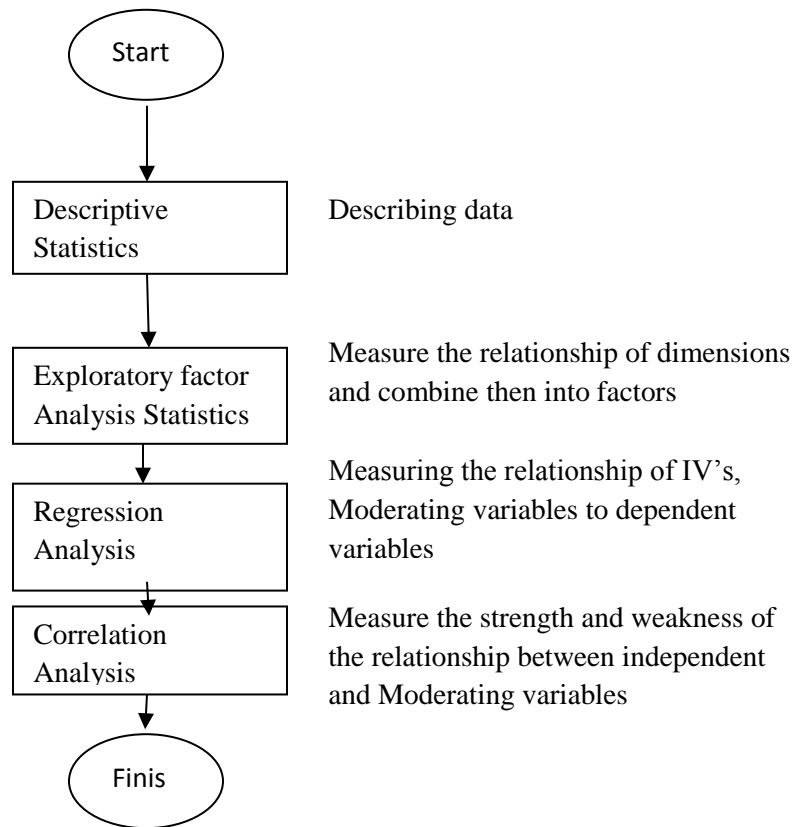 Start
Descriptive
Statistics
Describing data
Exploratory factor
Analysis Statistics
Measure the relationship of dimensions
and combine then into factors
Regression
Analysis
Measuring the relationship of IV’s,
Moderating variables to dependent
variables
Correlation
Analysis
Measure the strength and weakness of
the relationship between independent
and Moderating variables
Finis